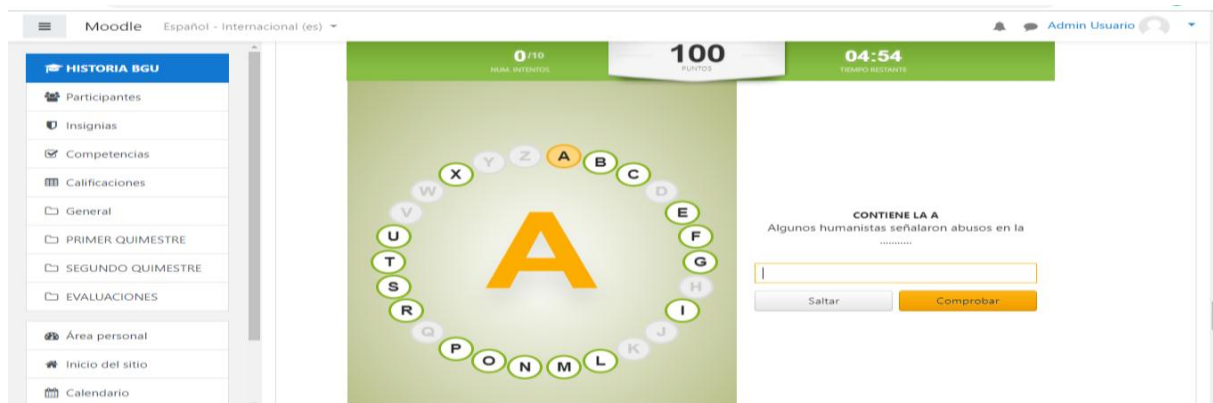 Moodle Español - Internacional (es) Admin Usuario
HISTORIA BGU
Participantes
Insignias
Competencias
Calificaciones
General
PRIMER QUIMESTRE
SEGUNDO QUIMESTRE
EVALUACIONES
Área personal
Inicio del sitio
Calendario
0/10
NUM. INTENTOS
100
PUNTOS
04:54
TIEMPO RESTANTE
A
B
C
D
E
F
G
H
I
J
K
L
M
N
O
P
Q
R
S
T
U
V
W
X
Y
Z
A
CONTIENE LA A
Algunos humanistas señalaron abusos en la
...........
Saltar
Comprobar